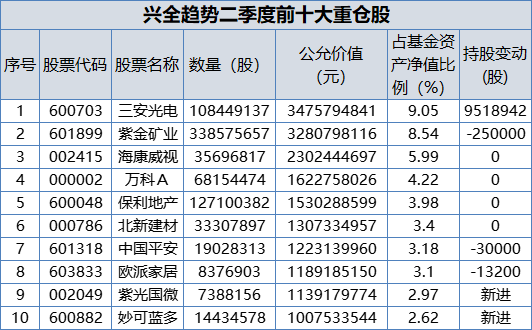 兴全趋势二季度前十大重仓股
序号 股票代码 股票名称 数量（股） 公允价值（元） 占基金资产净值比例（%） 持股变动（股）
1 600703 三安光电 108449137 3475794841 9.05 9518942
2 601899 紫金矿业 338575657 3280798116 8.54 -250000
3 002415 海康威视 35696817 2302444697 5.99 0
4 000002 万科A 68154474 1622758026 4.22 0
5 600048 保利地产 127100382 1530288599 3.98 0
6 000786 北新建材 33307897 1307334957 3.4 0
7 601318 中国平安 19028313 1223139960 3.18 -30000
8 603833 欧派家居 8376903 1189185150 3.1 -13200
9 002049 紫光国微 7388156 1139179774 2.97 新进
10 600882 妙可蓝多 14434578 1007533544 2.62 新进